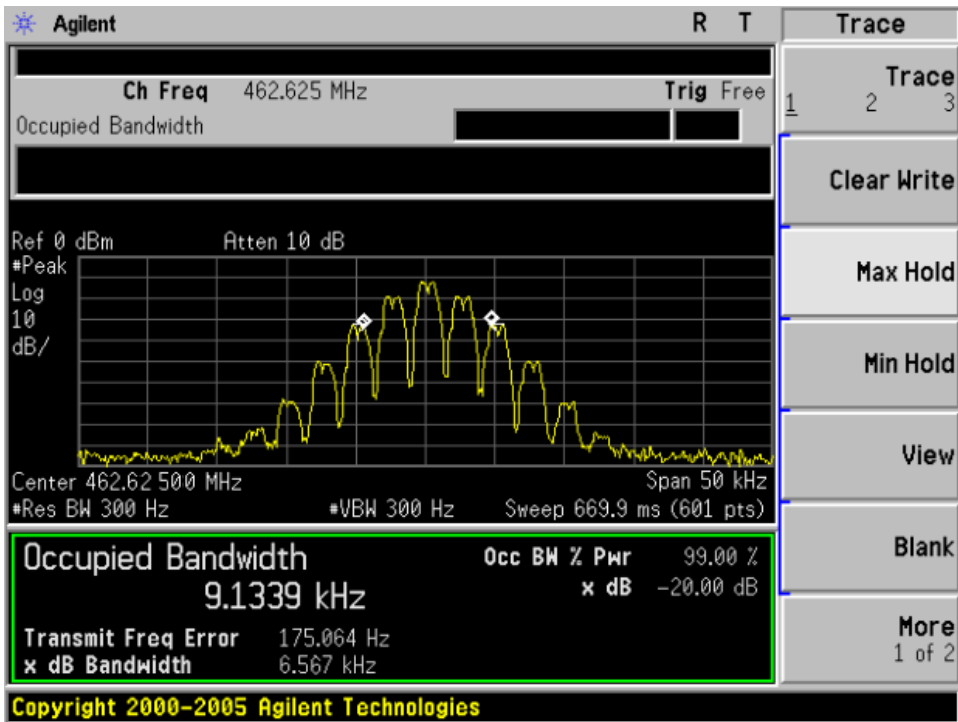 Agilent R T
Trace
Ch Freq 462.625 MHz Trig Free
Occupied Bandwidth
Trace
1 2 3
Clear Write
Max Hold
Min Hold
View
Blank
More
1 of 2
Ref 0 dBm Atten 10 dB
#Peak
Log
10
dB/
Center 462.62 500 MHz Span 50 kHz
#Res BW 300 Hz #VBW 300 Hz Sweep 669.9 ms (601 pts)
Occupied Bandwidth
9.1339 kHz
Occ BW % Pwr 99.00 %
x dB -20.00 dB
Transmit Freq Error 175.064 Hz
x dB Bandwidth 6.567 kHz
Copyright 2000-2005 Agilent Technologies